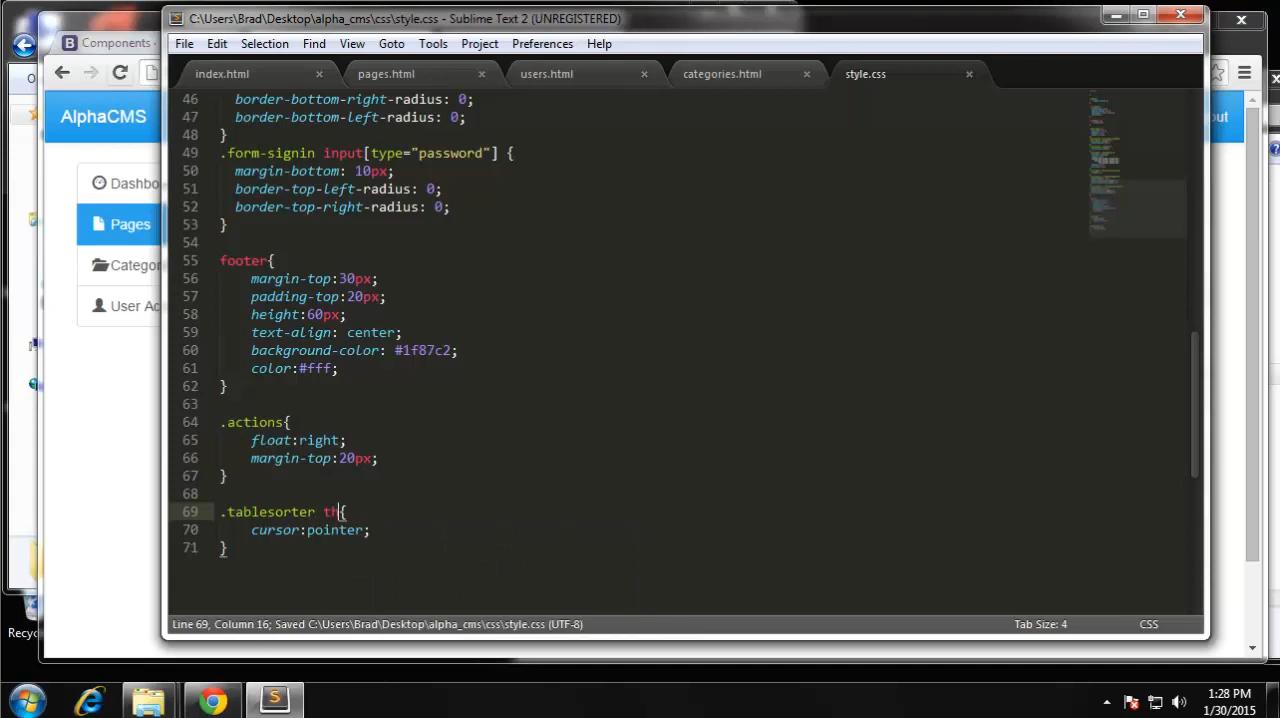 C:\Users\Brad\Desktop\alpha_cms\css\style.css - Sublime Text 2 (UNREGISTERED)
Components -
File Edit Selection Find View Goto Tools Project Preferences Help
index.html × pages.html × users.html × categories.html × style.css ×
AlphaCMS
out
Dashbo
Pages
Categor
User Ac
46 border-bottom-right-radius: 0;
47 border-bottom-left-radius: 0;
48 }
49 .form-signin input[type="password"] {
50 margin-bottom: 10px;
51 border-top-left-radius: 0;
52 border-top-right-radius: 0;
53 }
54
55 footer{
56 margin-top:30px;
57 padding-top:20px;
58 height:60px;
59 text-align: center;
60 background-color: #1f87c2;
61 color:#fff;
62 }
63
64 .actions{
65 float:right;
66 margin-top:20px;
67 }
68
69 .tablesorter th{
70 cursor:pointer;
71 }
Line 69, Column 16; Saved C:\Users\Brad\Desktop\alpha_cms\css\style.css (UTF-8) Tab Size: 4 CSS
Recyc
1:28 PM
1/30/2015